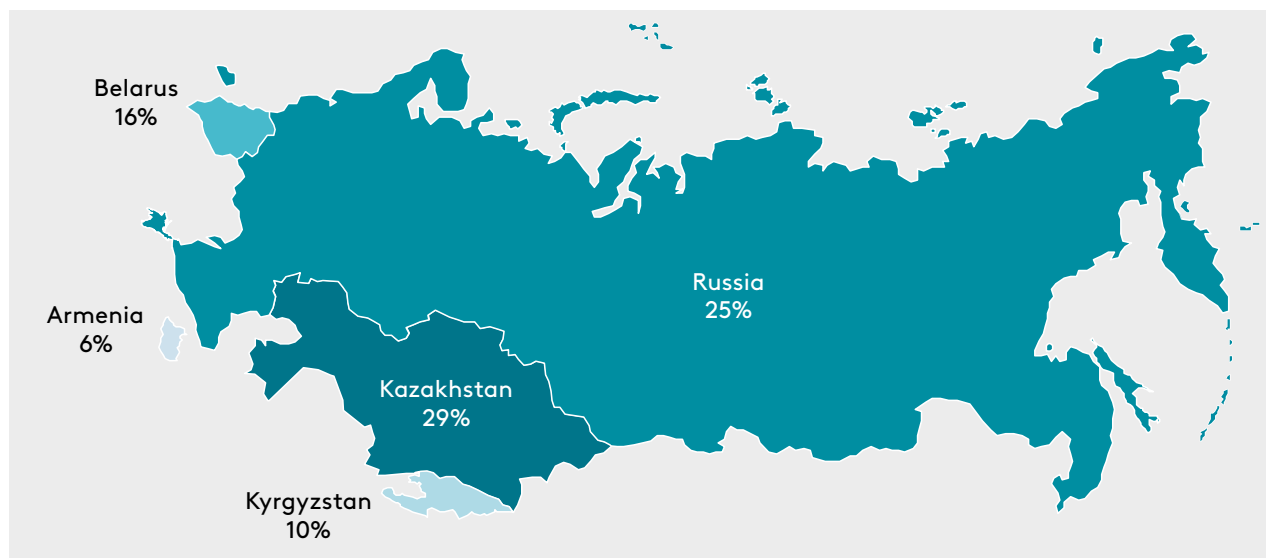 Belarus
16%
Russia
25%
Armenia
6%
Kazakhstan
29%
Kyrgyzstan
10%